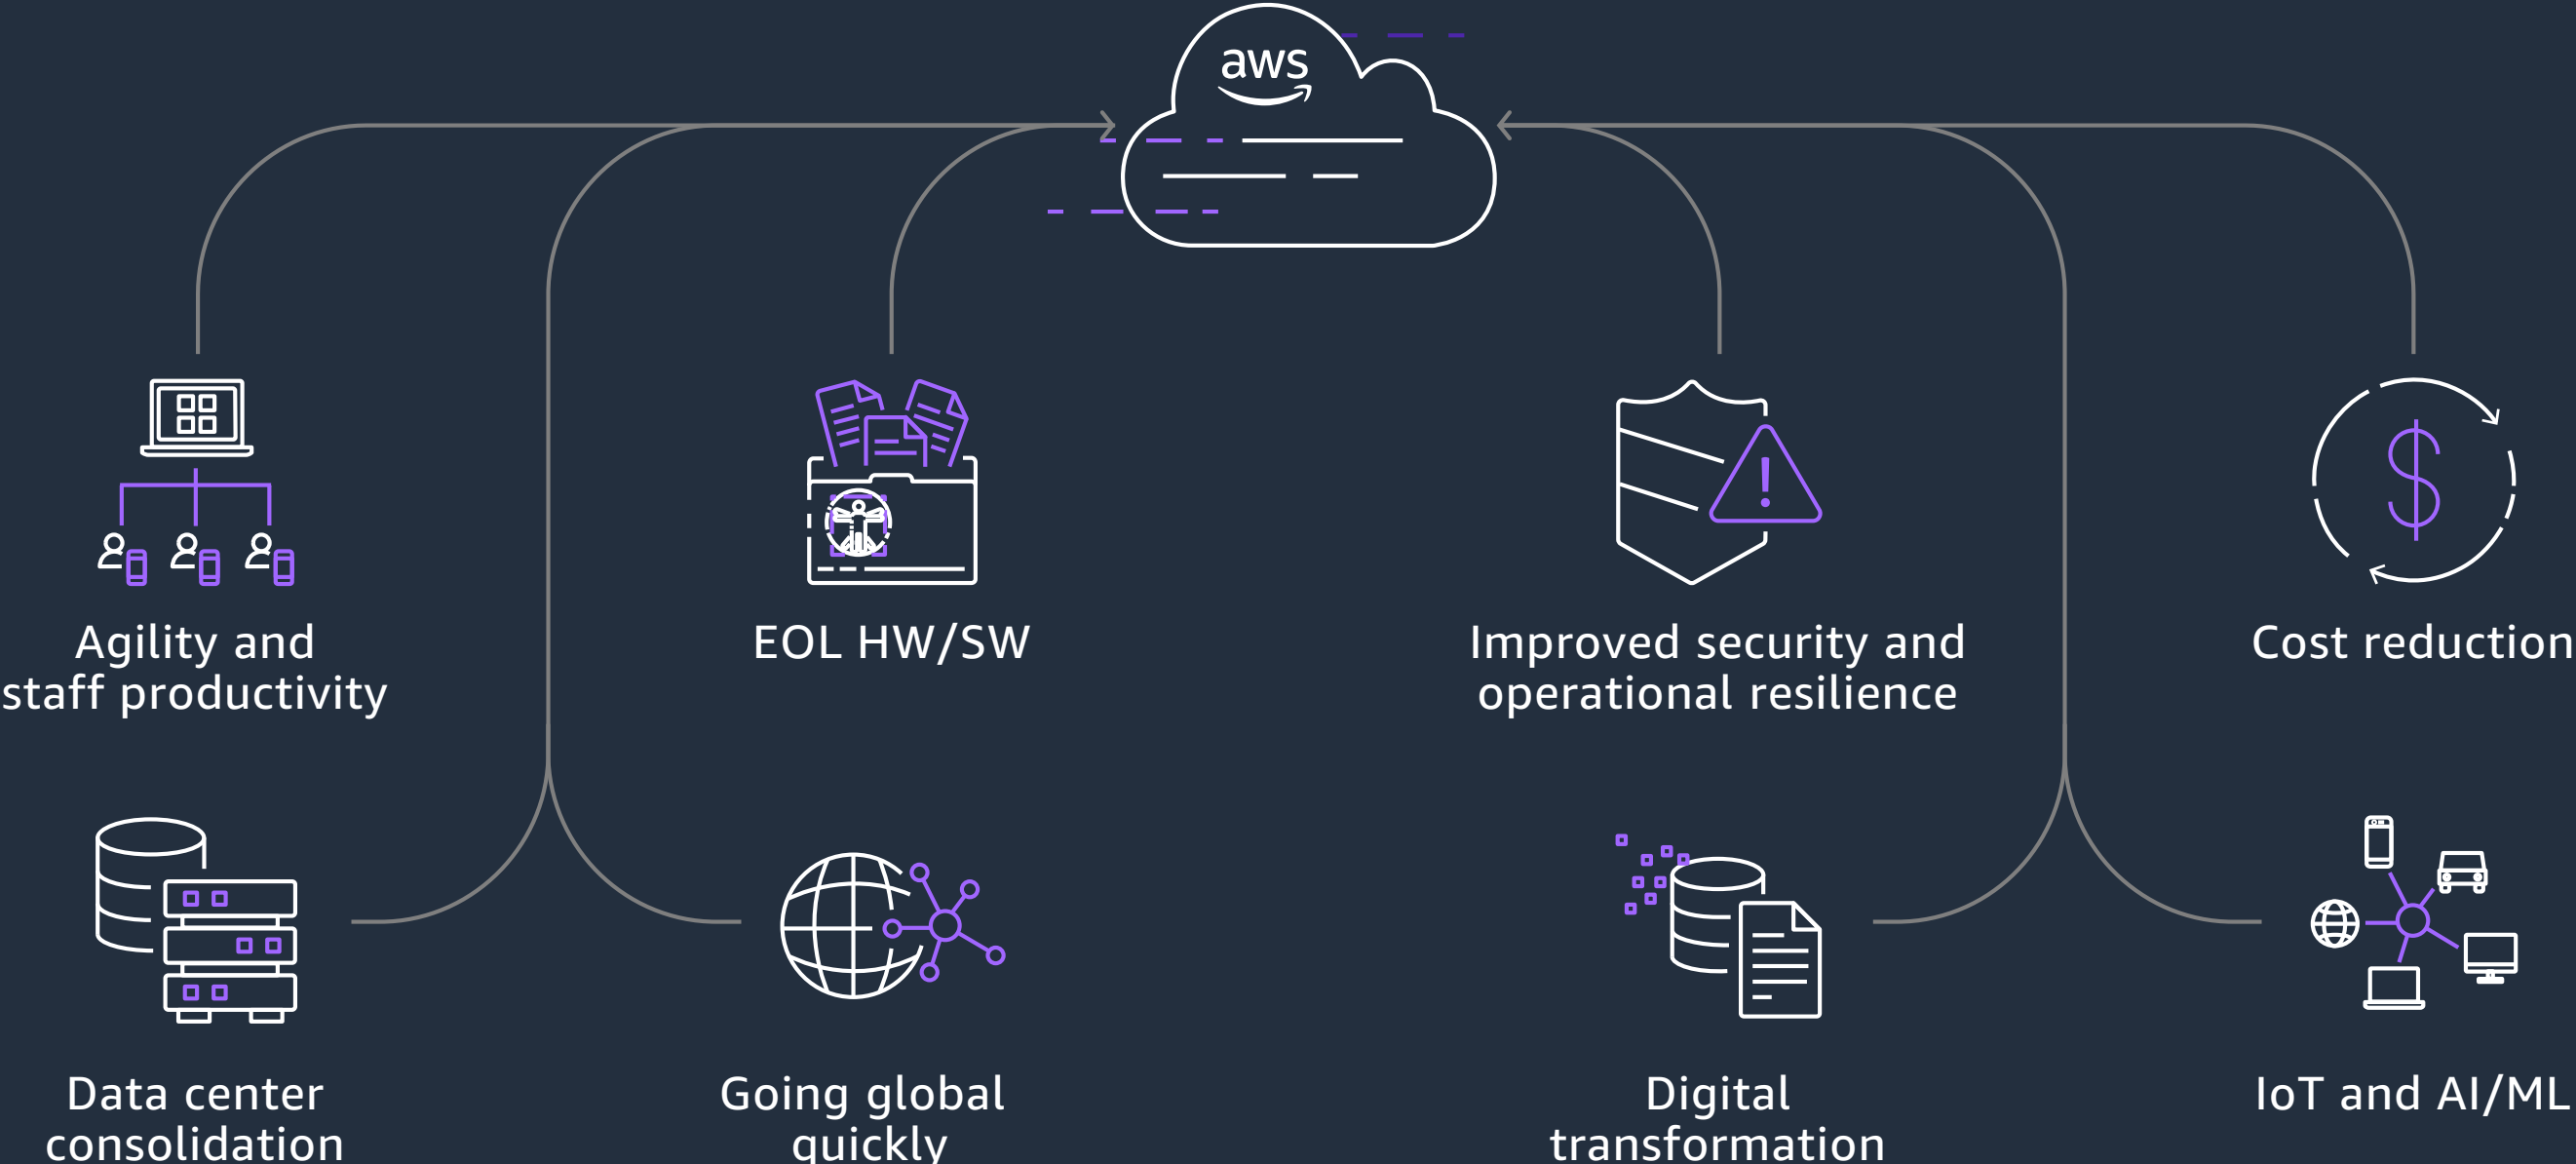 aws
Agility and
staff productivity
EOL HW/SW
Improved security and
operational resilience
Cost reduction
Data center
consolidation
Going global
quickly
Digital
transformation
IoT and AI/ML